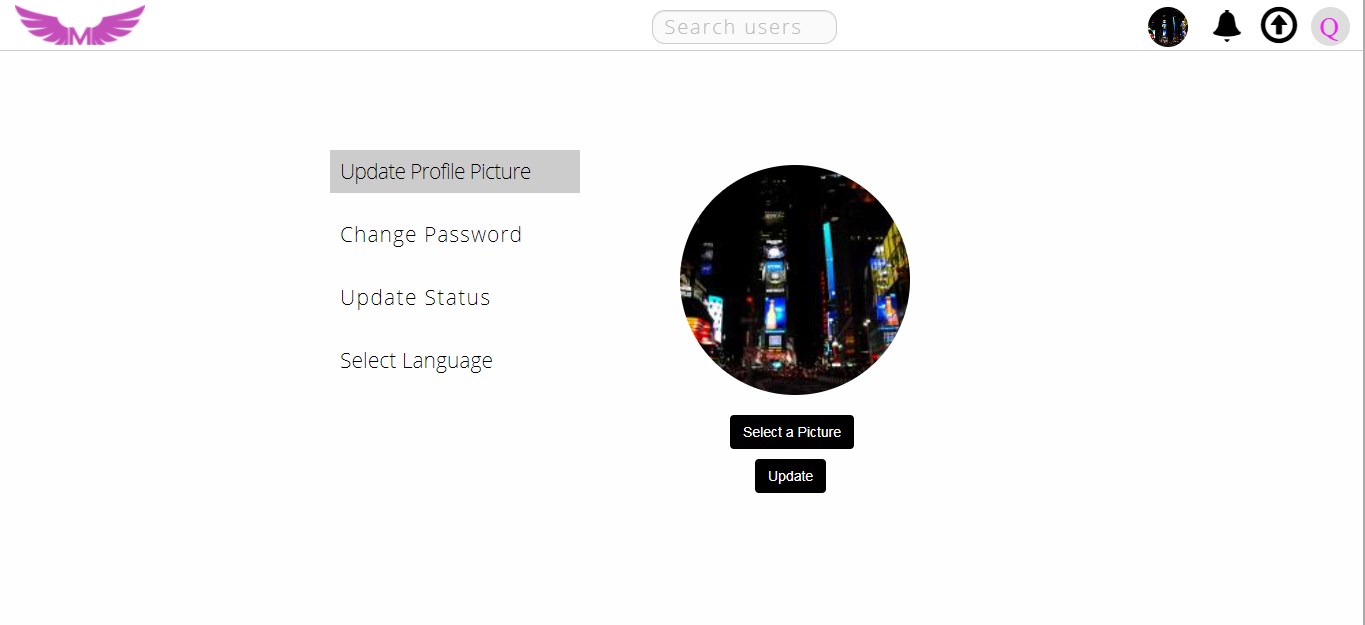 M
Search users
Q
Update Profile Picture
Change Password
Update Status
Select Language
Select a Picture
Update